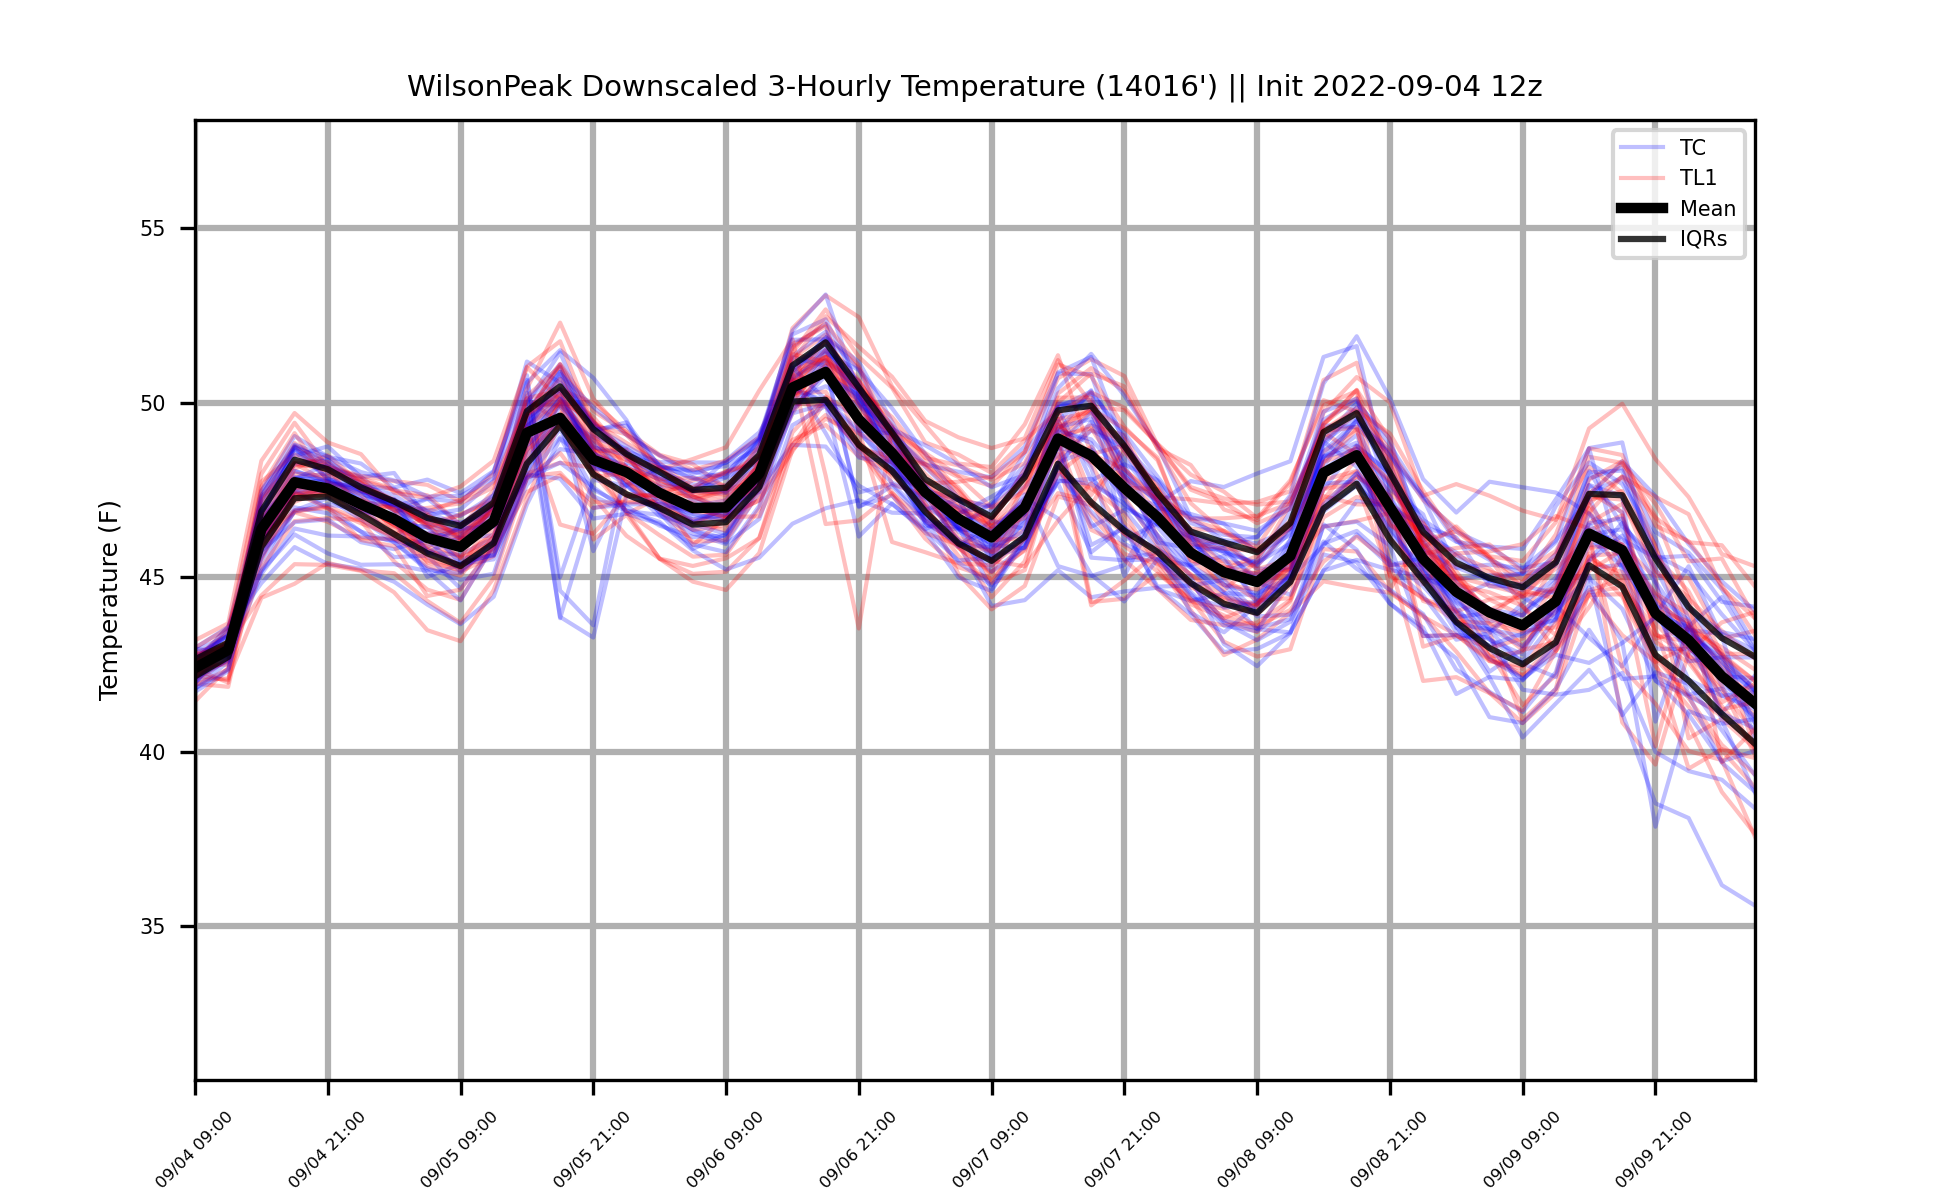 WilsonPeak Downscaled 3-Hourly Temperature (14016') || Init 2022-09-04 12z
TC
TL1
Mean
IQRs
Temperature (F)
55
50
45
40
35
09/04 09:00
09/04 21:00
09/05 09:00
09/05 21:00
09/06 09:00
09/06 21:00
09/07 09:00
09/07 21:00
09/08 09:00
09/08 21:00
09/09 09:00
09/09 21:00